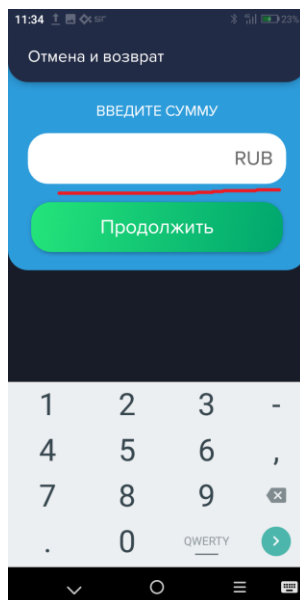 11:34
23%
Отмена и возврат
ВВЕДИТЕ СУММУ
RUB
Продолжить
1 2 3 -
4 5 6 ,
7 8 9
. 0 QWERTY